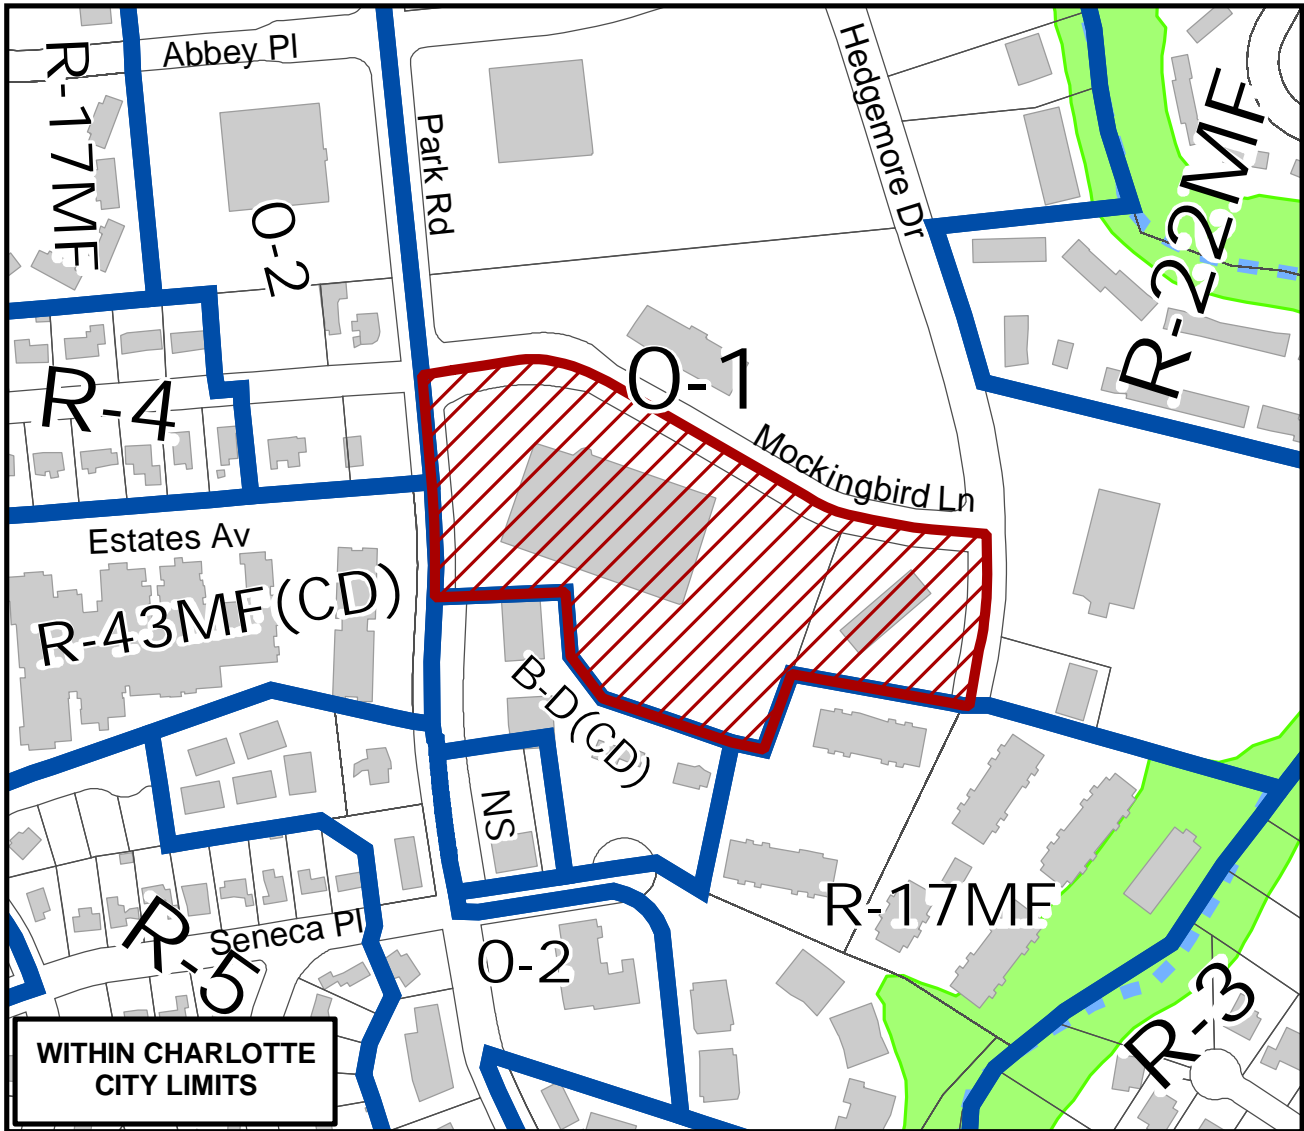 R-17MF
Abbey Pl
O-2
Park Rd
Hedgemore Dr
R-22MF
R-4
O-1
Mockingbird Ln
Estates Av
R-43MF(CD)
B-D(CD)
NS
R-17MF
Seneca Pl
R-5
O-2
R-3
WITHIN CHARLOTTE
CITY LIMITS